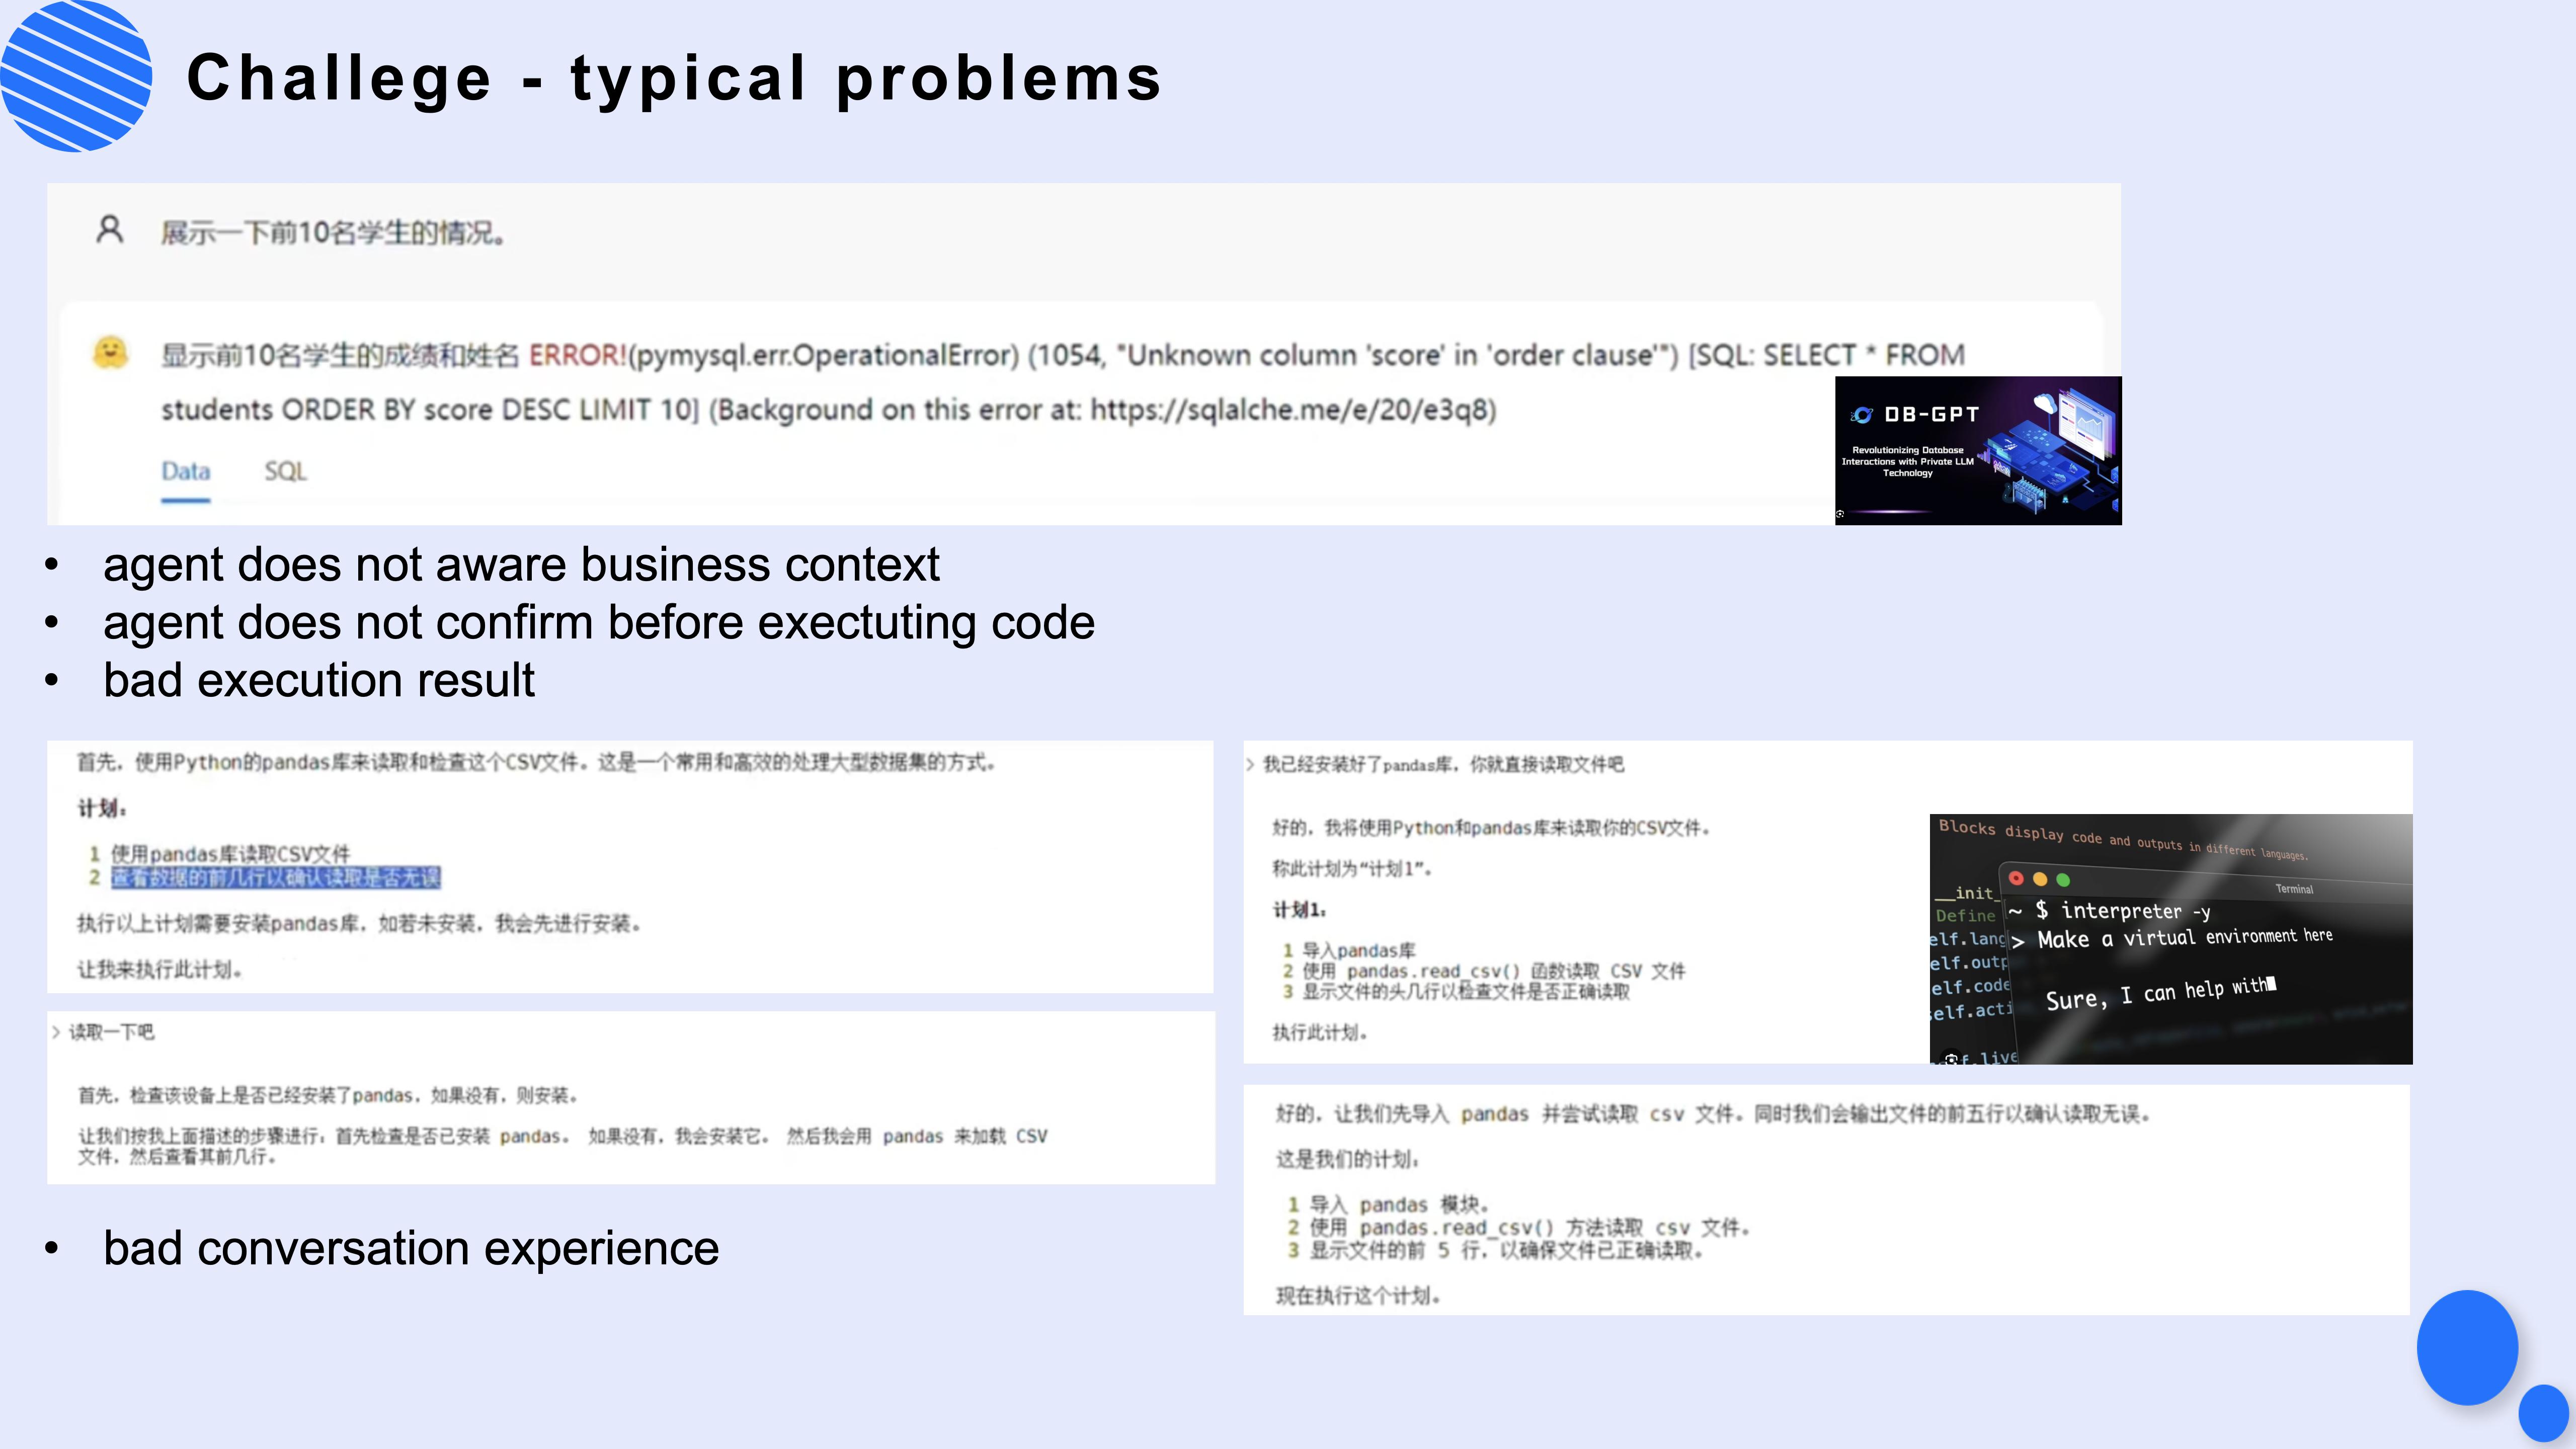 Challege - typical problems
展示一下前10名学生的情况。
显示前10名学生的成绩和姓名 ERROR!(pymysql.err.OperationalError) (1054, "Unknown column 'score' in 'order clause'") [SQL: SELECT * FROM
students ORDER BY score DESC LIMIT 10] (Background on this error at: https://sqlalche.me/e/20/e3q8)
Data SQL
DB-GPT
Revolutionizing Database
Interactions with Private LLM
Technology
• agent does not aware business context
• agent does not confirm before exectuting code
• bad execution result
首先，使用Python的pandas库来读取和检查这个CSV文件。这是一个常用和高效的处理大型数据集的方式。
计划：
1 使用pandas库读取CSV文件
2 查看数据的前几行以确认读取是否无误
执行以上计划需要安装pandas库，如若未安装，我会先进行安装。
让我来执行此计划。
> 读取一下吧
首先，检查该设备上是否已经安装了pandas，如果没有，则安装。
让我们按我上面描述的步骤进行：首先检查是否已安装 pandas。 如果没有，我会安装它。 然后我会用 pandas 来加载 CSV
文件，然后查看其前几行。
• bad conversation experience
> 我已经安装好了pandas库，你就直接读取文件吧
好的，我将使用Python和pandas库来读取你的CSV文件。
称此计划为“计划1”。
计划1：
1 导入pandas库
2 使用 pandas.read_csv() 函数读取 CSV 文件
3 显示文件的头几行以检查文件是否正确读取
执行此计划。
Blocks display code and outputs in different languages.
Terminal
__init_
Define
~ $ interpreter -y
elf.lang
> Make a virtual environment here
elf.outp
elf.code
Sure, I can help with
self.acti
f.live
好的，让我们先导入 pandas 并尝试读取 csv 文件。同时我们会输出文件的前五行以确认读取无误。
这是我们的计划：
1 导入 pandas 模块。
2 使用 pandas.read_csv() 方法读取 csv 文件。
3 显示文件的前 5 行，以确保文件已正确读取。
现在执行这个计划。